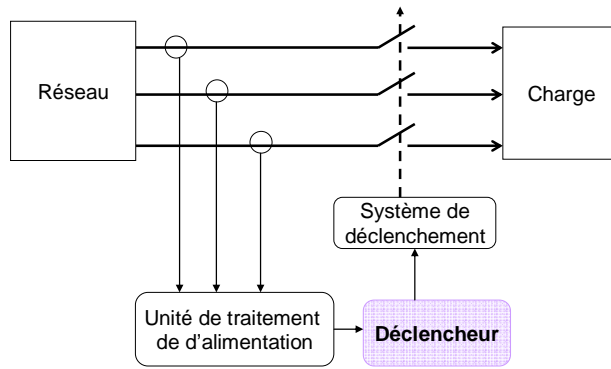 Réseau
Charge
Système de
déclenchement
Unité de traitement
de d'alimentation
Déclencheur